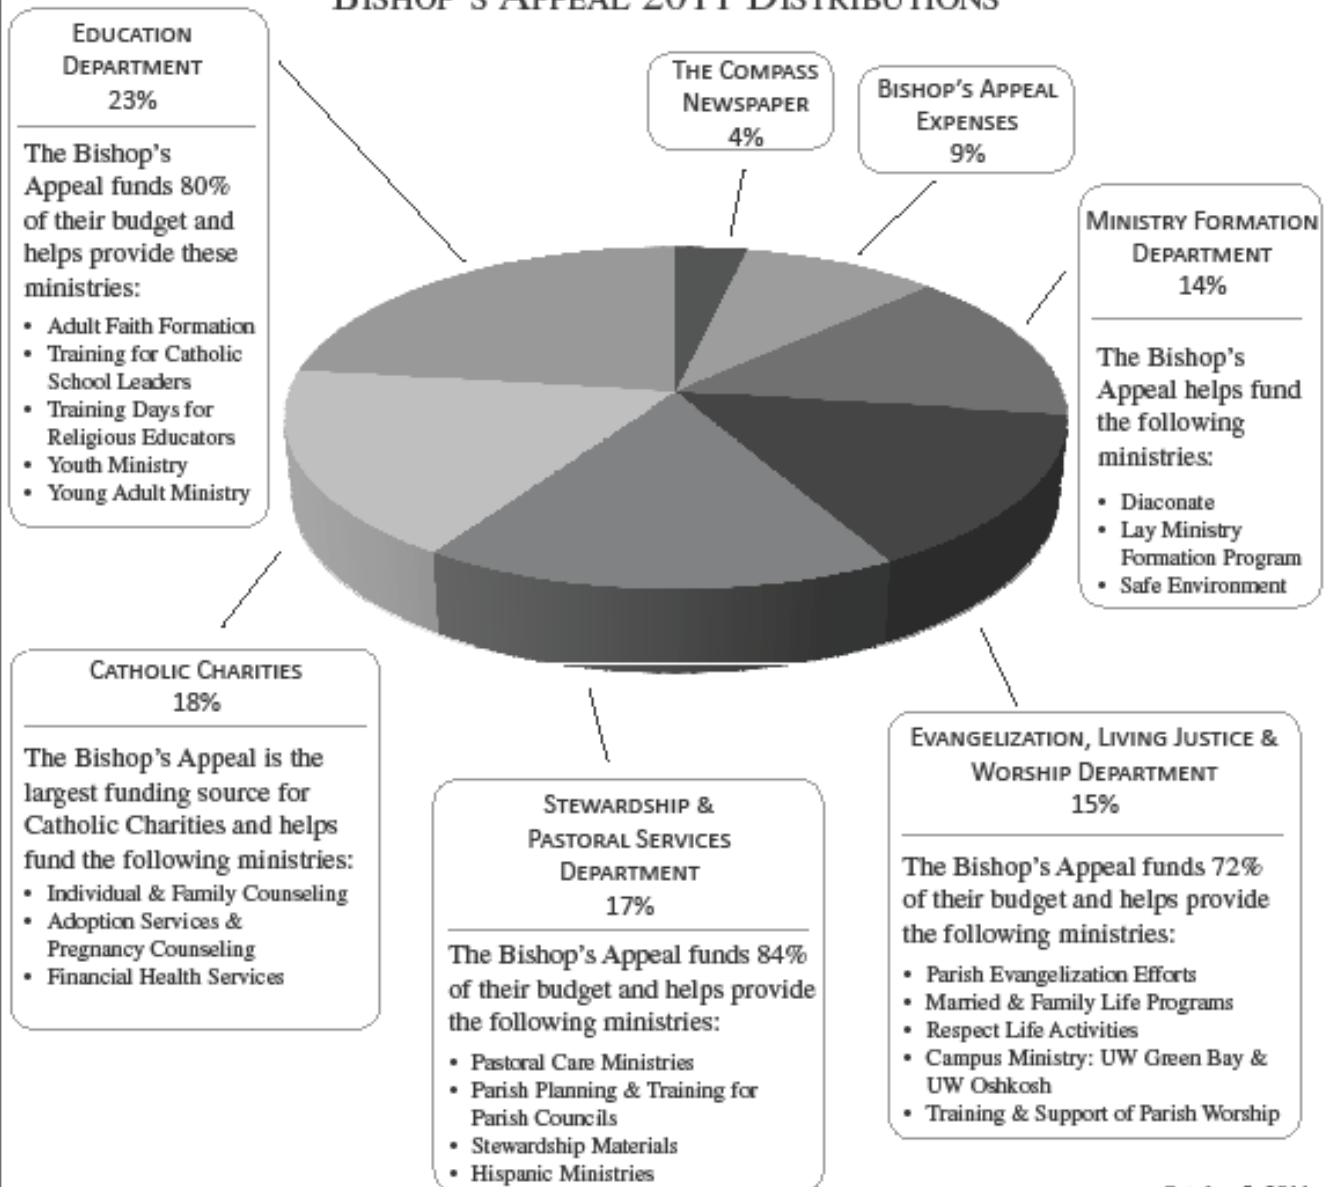 BISHOP'S APPEAL 2011 DISTRIBUTIONS
EDUCATION
DEPARTMENT
23%
The Bishop's
Appeal funds 80%
of their budget and
helps provide these
ministries:
• Adult Faith Formation
• Training for Catholic
School Leaders
• Training Days for
Religious Educators
• Youth Ministry
• Young Adult Ministry
THE COMPASS
NEWSPAPER
4%
BISHOP'S APPEAL
EXPENSES
9%
MINISTRY FORMATION
DEPARTMENT
14%
The Bishop's
Appeal helps fund
the following
ministries:
• Diaconate
• Lay Ministry
Formation Program
• Safe Environment
CATHOLIC CHARITIES
18%
The Bishop's Appeal is the
largest funding source for
Catholic Charities and helps
fund the following ministries:
• Individual & Family Counseling
• Adoption Services &
Pregnancy Counseling
• Financial Health Services
STEWARDSHIP &
PASTORAL SERVICES
DEPARTMENT
17%
The Bishop's Appeal funds 84%
of their budget and helps provide
the following ministries:
• Pastoral Care Ministries
• Parish Planning & Training for
Parish Councils
• Stewardship Materials
• Hispanic Ministries
EVANGELIZATION, LIVING JUSTICE &
WORSHIP DEPARTMENT
15%
The Bishop's Appeal funds 72%
of their budget and helps provide
the following ministries:
• Parish Evangelization Efforts
• Married & Family Life Programs
• Respect Life Activities
• Campus Ministry: UW Green Bay &
UW Oshkosh
• Training & Support of Parish Worship